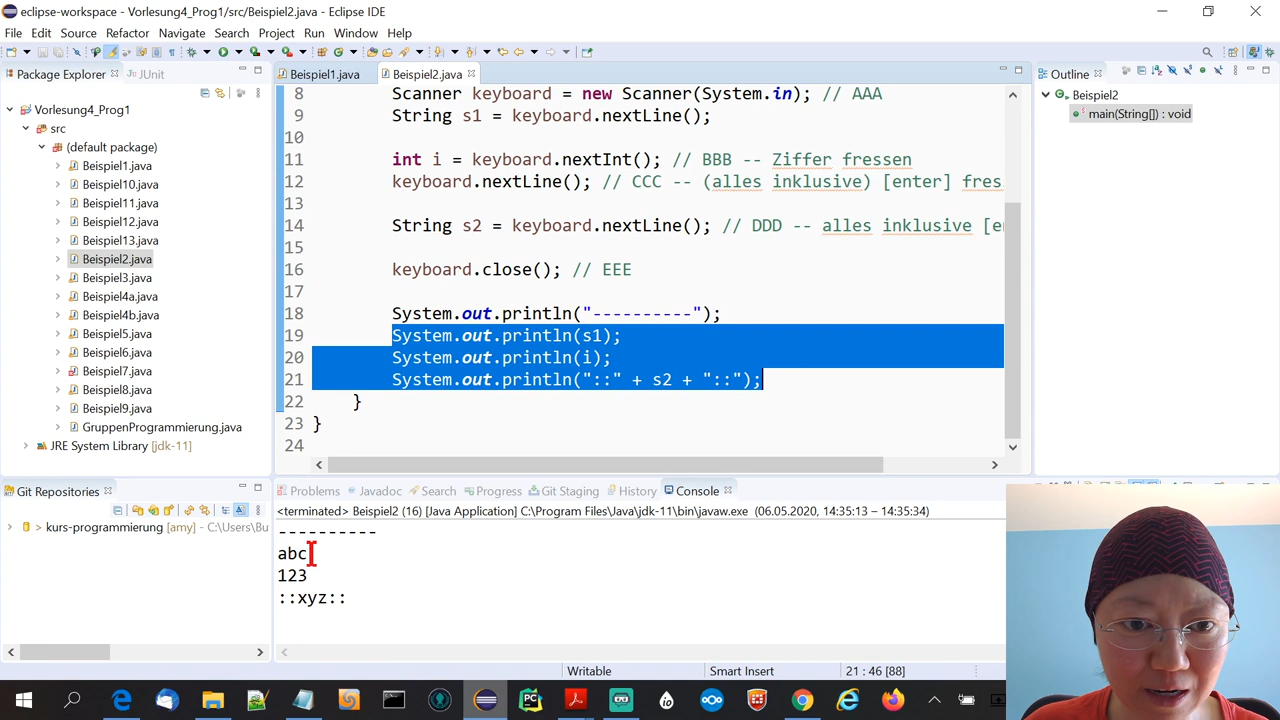 eclipse-workspace - Vorlesung4_Prog1/src/Beispiel2.java - Eclipse IDE
File Edit Source Refactor Navigate Search Project Run Window Help
Package Explorer JUnit
Beispiel1.java Beispiel2.java
Outline
Vorlesung4_Prog1
src
(default package)
Beispiel1.java
Beispiel10.java
Beispiel11.java
Beispiel12.java
Beispiel13.java
Beispiel2.java
Beispiel3.java
Beispiel4a.java
Beispiel4b.java
Beispiel5.java
Beispiel6.java
Beispiel7.java
Beispiel8.java
Beispiel9.java
GruppenProgrammierung.java
JRE System Library [jdk-11]
8 Scanner keyboard = new Scanner(System.in); // AAA
9 String s1 = keyboard.nextLine();
10
11 int i = keyboard.nextInt(); // BBB -- Ziffer fressen
12 keyboard.nextLine(); // CCC -- (alles inklusive) [enter] fres
13
14 String s2 = keyboard.nextLine(); // DDD -- alles inklusive [en
15
16 keyboard.close(); // EEE
17
18 System.out.println("----------");
19 System.out.println(s1);
20 System.out.println(i);
21 System.out.println("::" + s2 + "::");
22 }
23 }
24
Beispiel2
main(String[]) : void
Git Repositories
> kurs-programmierung [amy] - C:\Users\Bu
Problems Javadoc Search Progress Git Staging History Console
<terminated> Beispiel2 (16) [Java Application] C:\Program Files\Java\jdk-11\bin\javaw.exe (06.05.2020, 14:35:13 – 14:35:34)
----------
abc
123
::xyz::
Writable Smart Insert 21 : 46 [88]